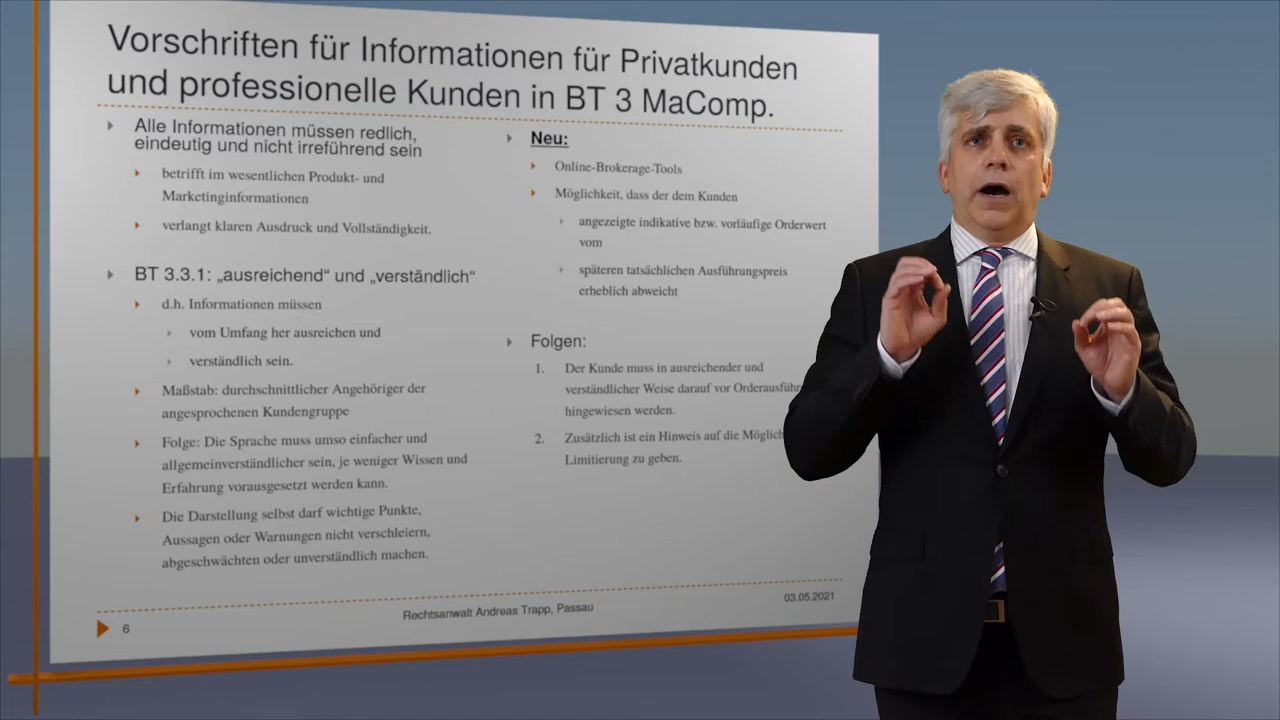 Vorschriften für Informationen für Privatkunden
und professionelle Kunden in BT 3 MaComp.
Alle Informationen müssen redlich,
eindeutig und nicht irreführend sein
betrifft im wesentlichen Produkt- und
Marketinginformationen
verlangt klaren Ausdruck und Vollständigkeit.
BT 3.3.1: „ausreichend“ und „verständlich“
d.h. Informationen müssen
vom Umfang her ausreichen und
verständlich sein.
Maßstab: durchschnittlicher Angehöriger der
angesprochenen Kundengruppe
Folge: Die Sprache muss umso einfacher und
allgemeinverständlicher sein, je weniger Wissen und
Erfahrung vorausgesetzt werden kann.
Die Darstellung selbst darf wichtige Punkte,
Aussagen oder Warnungen nicht verschleiern,
abgeschwächten oder unverständlich machen.
Neu:
Online-Brokerage-Tools
Möglichkeit, dass der dem Kunden
angezeigte indikative bzw. vorläufige Orderwert
vom
späteren tatsächlichen Ausführungspreis
erheblich abweicht
Folgen:
1. Der Kunde muss in ausreichender und
verständlicher Weise darauf vor
hingewiesen werden.
2. Zusätzlich ist ein Hinweis auf die
Limitierung zu geben.
6
Rechtsanwalt Andreas Trapp, Passau
03.05.2021